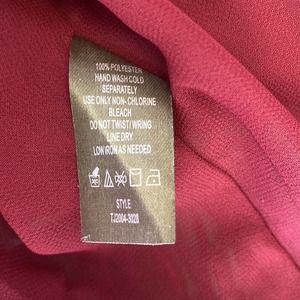 100% POLYESTER
HAND WASH COLD
SEPARATELY
USE ONLY NON- CHLORINE
BLEACH
DO NOT TWIST/ WRING
LINE DRY
LOW IRON AS NEEDED
STYLE
TJ2004-3028